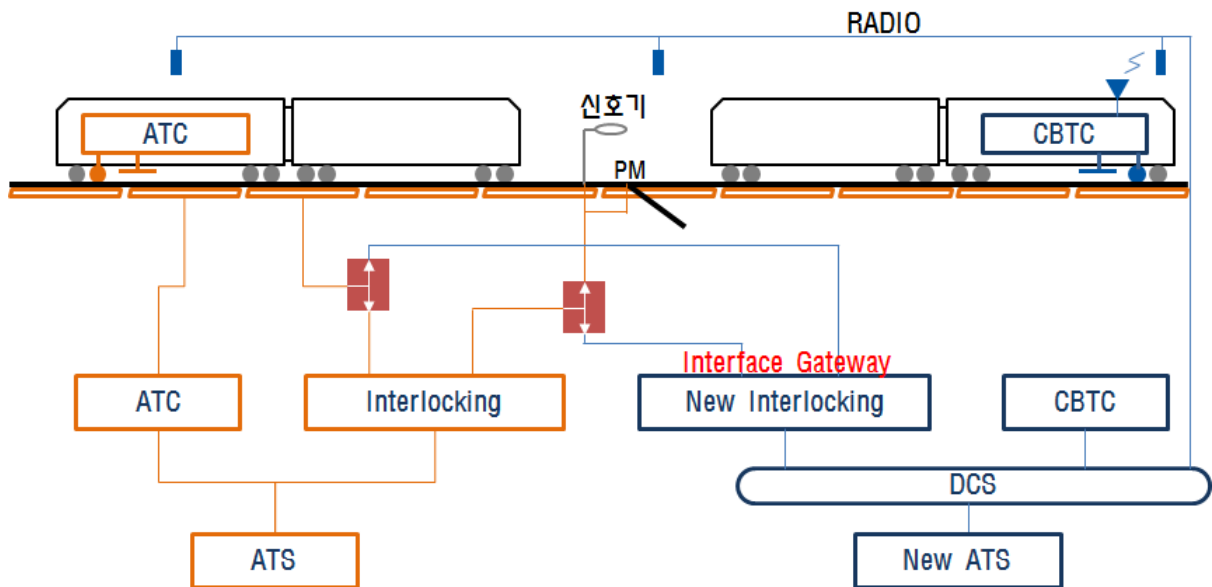 RADIO
신호기
ATC
CBTC
PM
Interface Gateway
ATC
Interlocking
New Interlocking
CBTC
DCS
ATS
New ATS